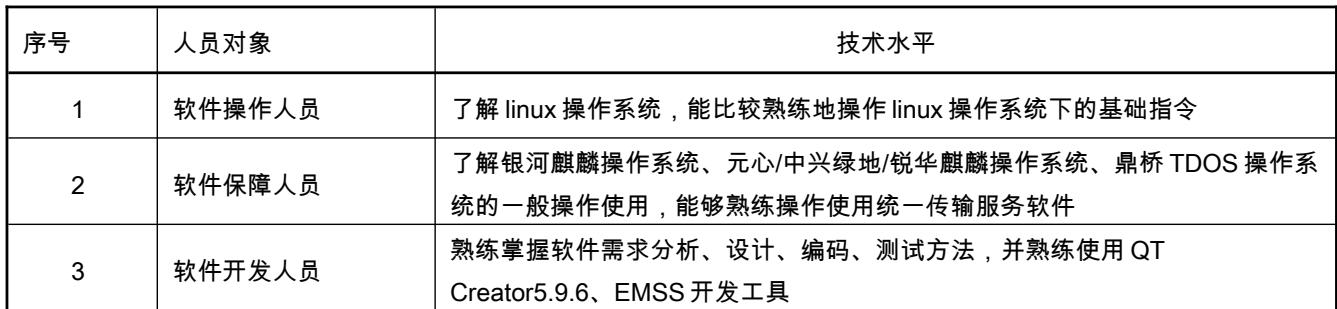 序号 人员对象 技术水平
1 软件操作人员 了解 linux 操作系统，能比较熟练地操作 linux 操作系统下的基础指令
2 软件保障人员 了解银河麒麟操作系统、元心/中兴绿地/锐华麒麟操作系统、鼎桥 TDOS 操作系
统的一般操作使用，能够熟练操作使用统一传输服务软件
3 软件开发人员 熟练掌握软件需求分析、设计、编码、测试方法，并熟练使用 QT
Creator5.9.6、EMSS 开发工具